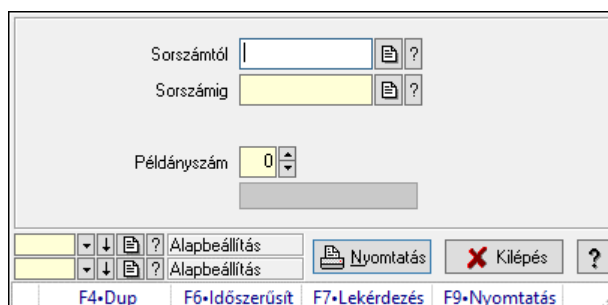 Sorszámtól ?
Sorszámig ?
Példányszám 0
? Alapbeállítás
? Alapbeállítás
Nyomtatás Kilépés ?
F4•Dup F6•Időszerűsít F7•Lekérdezés F9•Nyomtatás